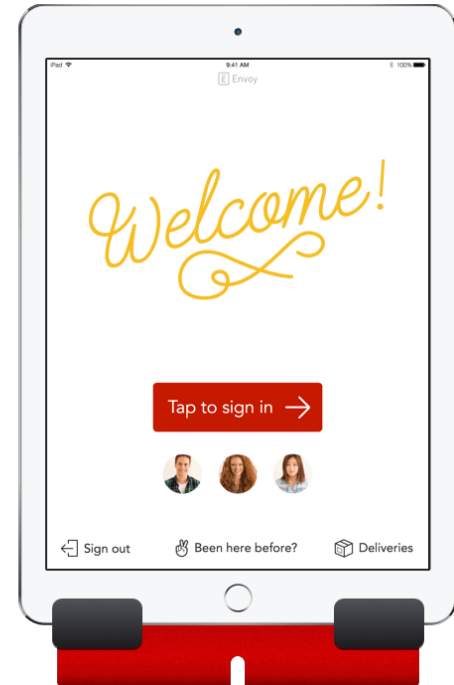 iPad
9:41 AM
100%
Envoy
Welcome!
Tap to sign in
Sign out
Been here before?
Deliveries